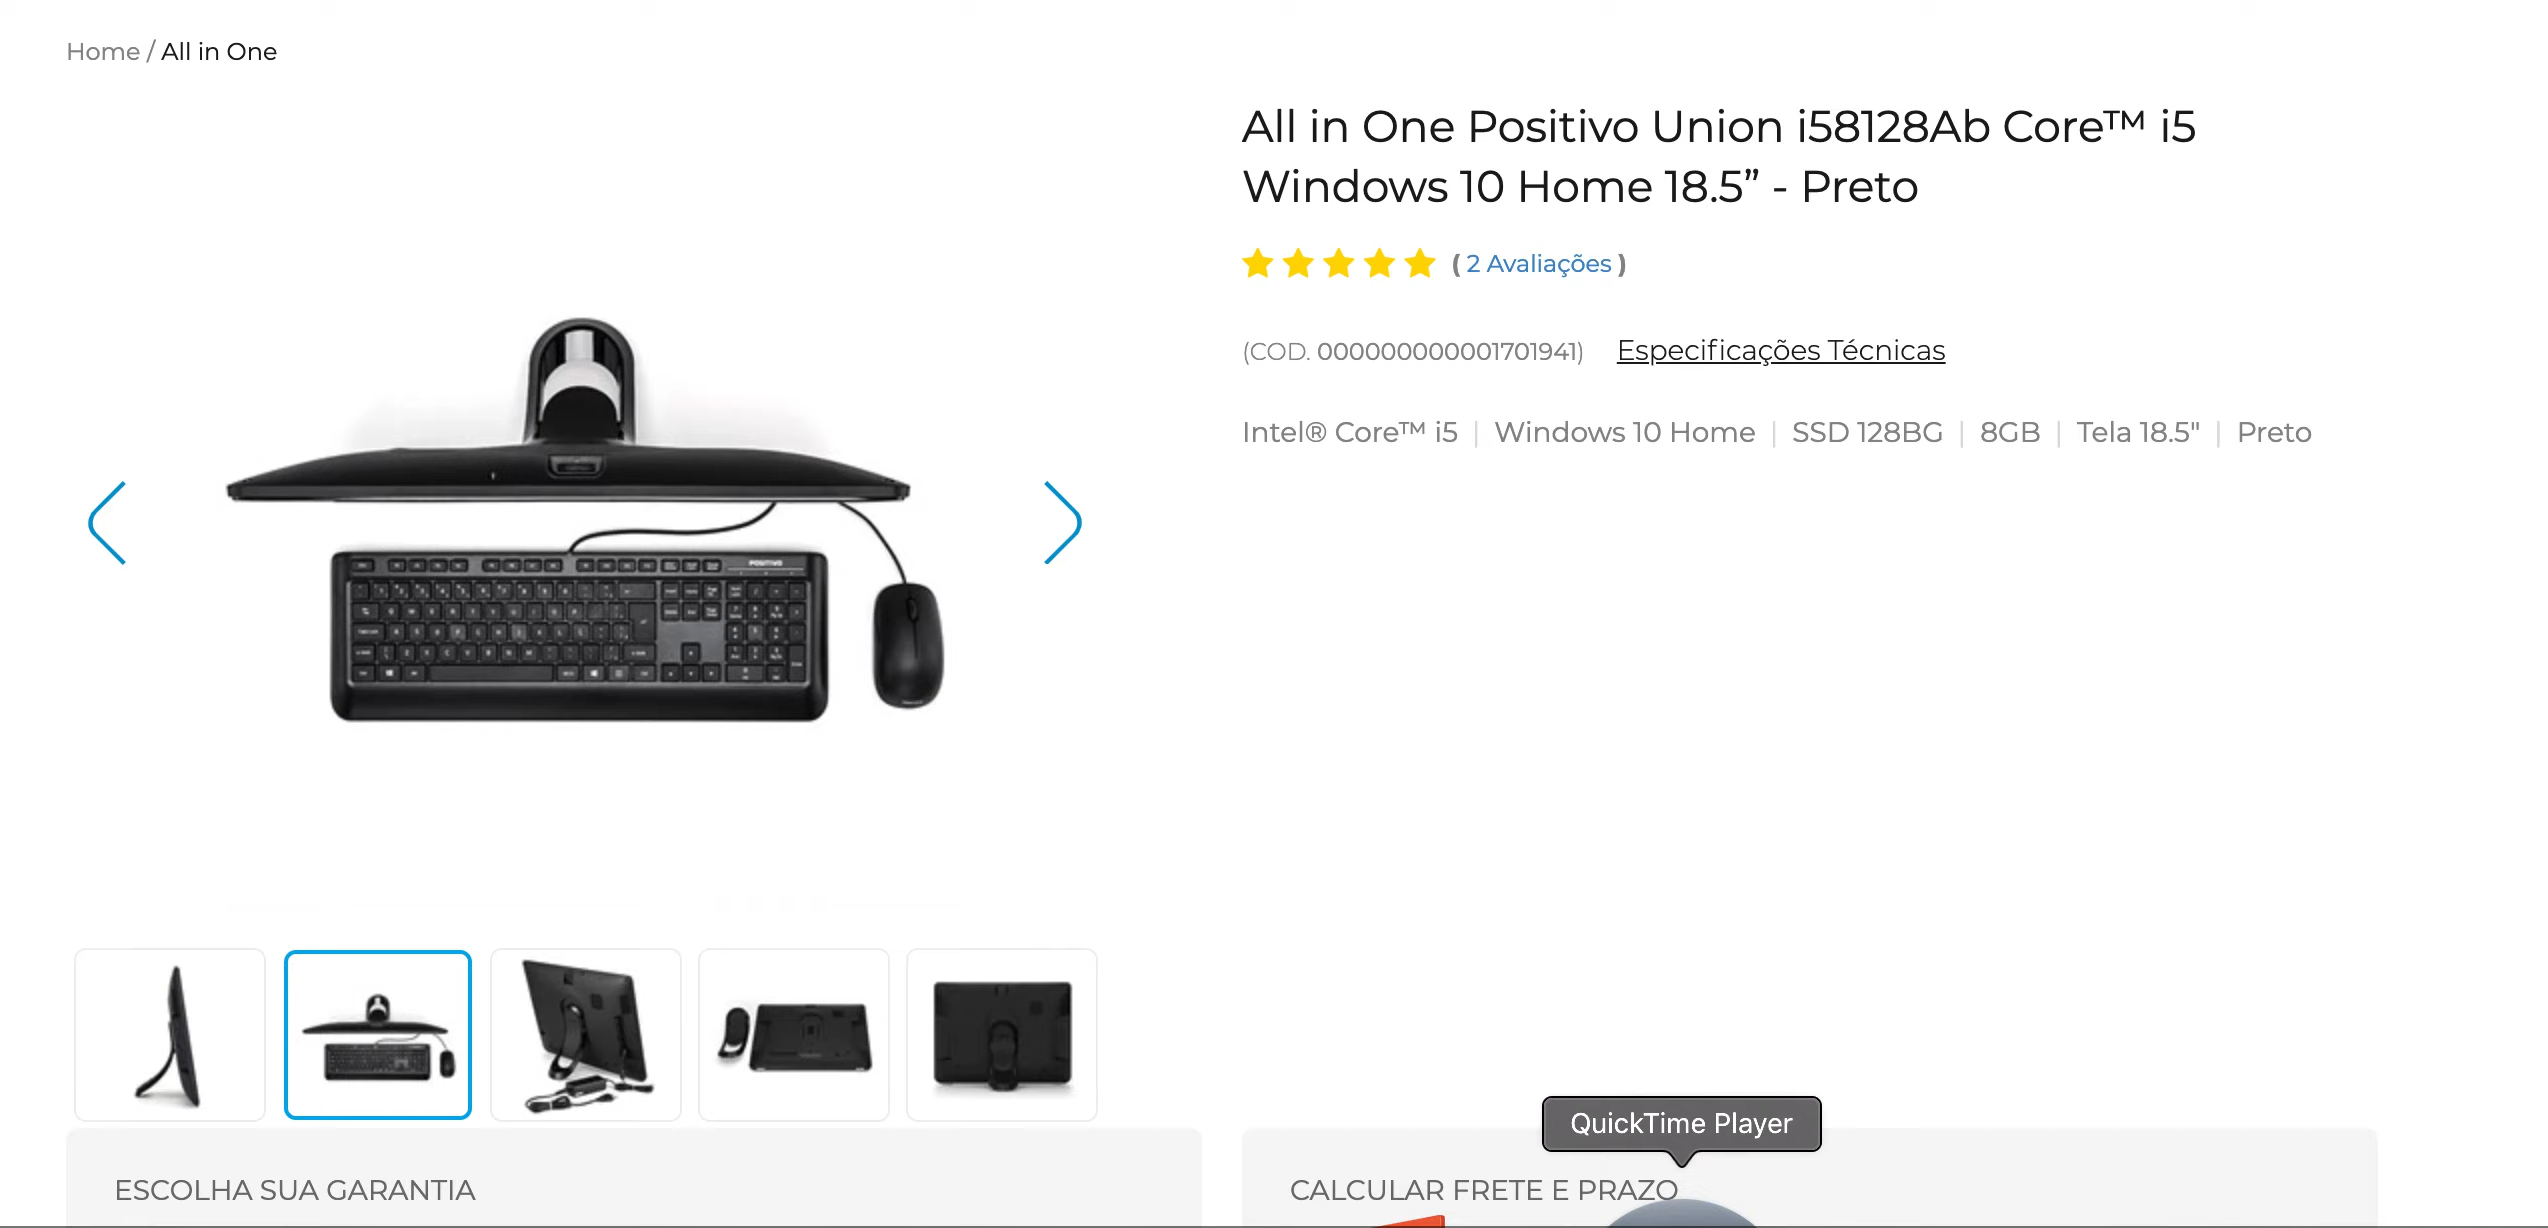 Home / All in One
All in One Positivo Union i58128Ab Core™ i5
Windows 10 Home 18.5” - Preto
( 2 Avaliações )
(COD. 000000000001701941) Especificações Técnicas
Intel® Core™ i5 | Windows 10 Home | SSD 128BG | 8GB | Tela 18.5" | Preto
POSITIVO
QuickTime Player
ESCOLHA SUA GARANTIA
CALCULAR FRETE E PRAZO